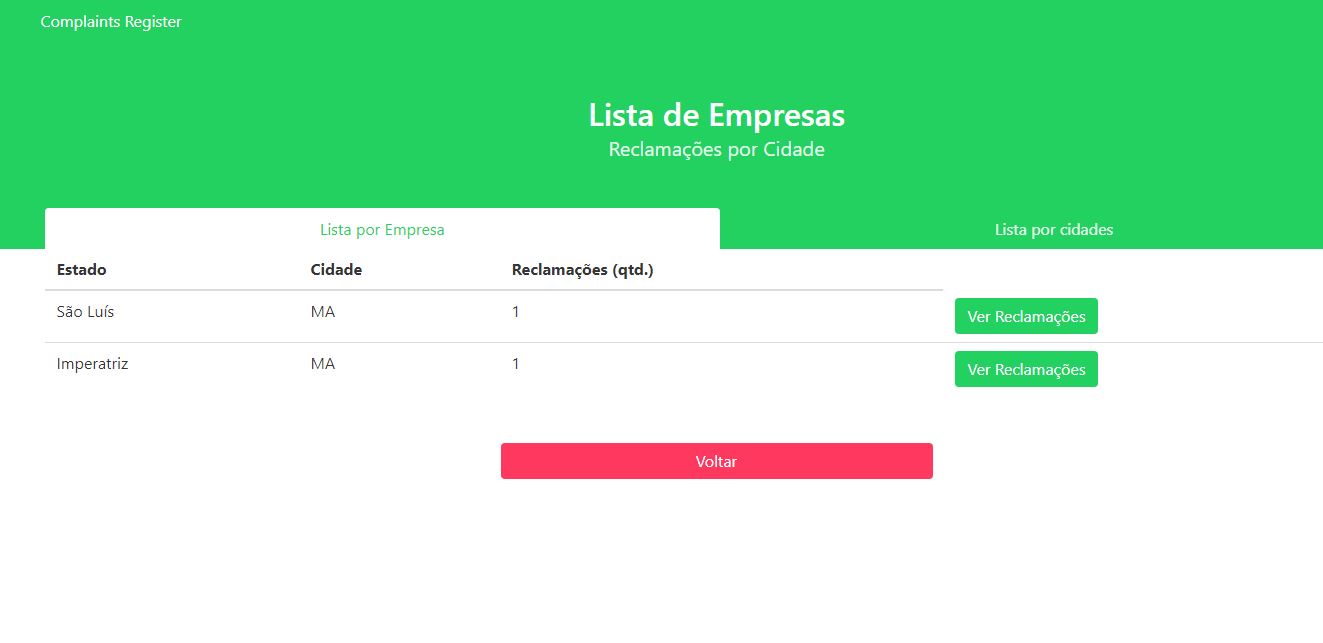 Complaints Register
Lista de Empresas
Reclamações por Cidade
Lista por Empresa Lista por cidades
Estado Cidade Reclamações (qtd.)
São Luís MA 1 Ver Reclamações
Imperatriz MA 1 Ver Reclamações
Voltar